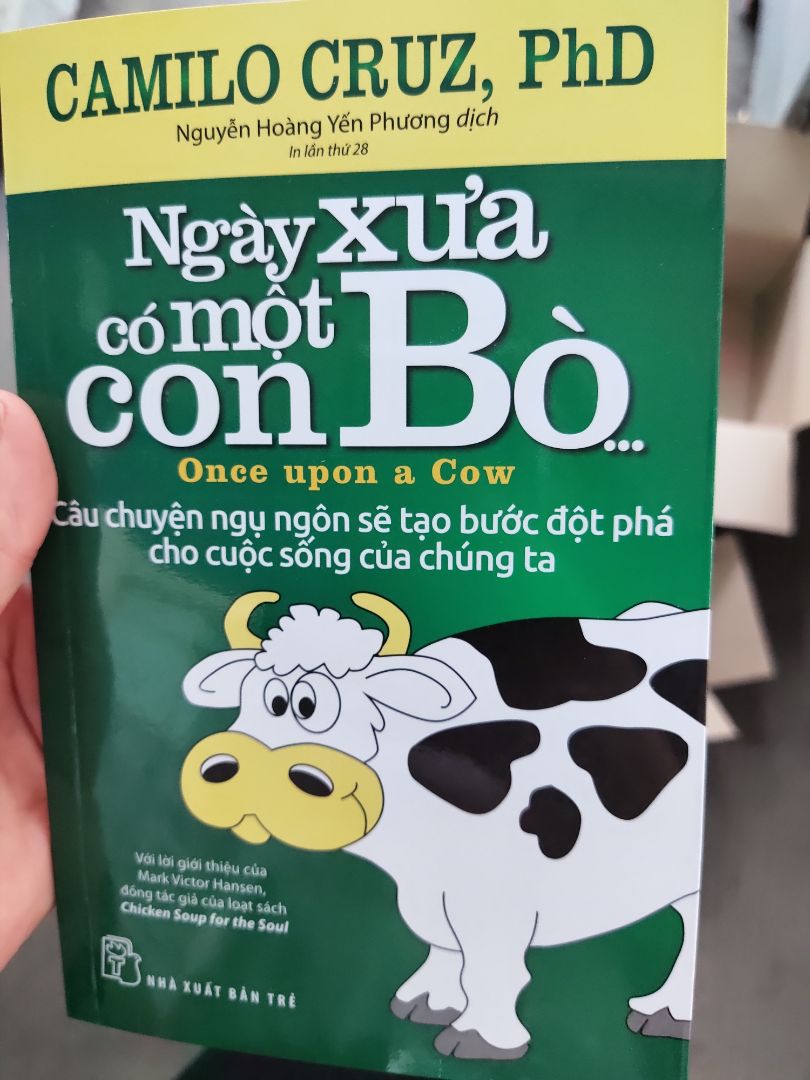 CAMILO CRUZ, PhD
Nguyễn Hoàng Yến Phương dịch
In lần thứ 28
Ngày xưa
có một
con Bò...
Once upon a Cow
Câu chuyện ngụ ngôn sẽ tạo bước đột phá
cho cuộc sống của chúng ta
Với lời giới thiệu của
Mark Victor Hansen,
đồng tác giả của loạt sách
Chicken Soup for the Soul
NHÀ XUẤT BẢN TRẺ